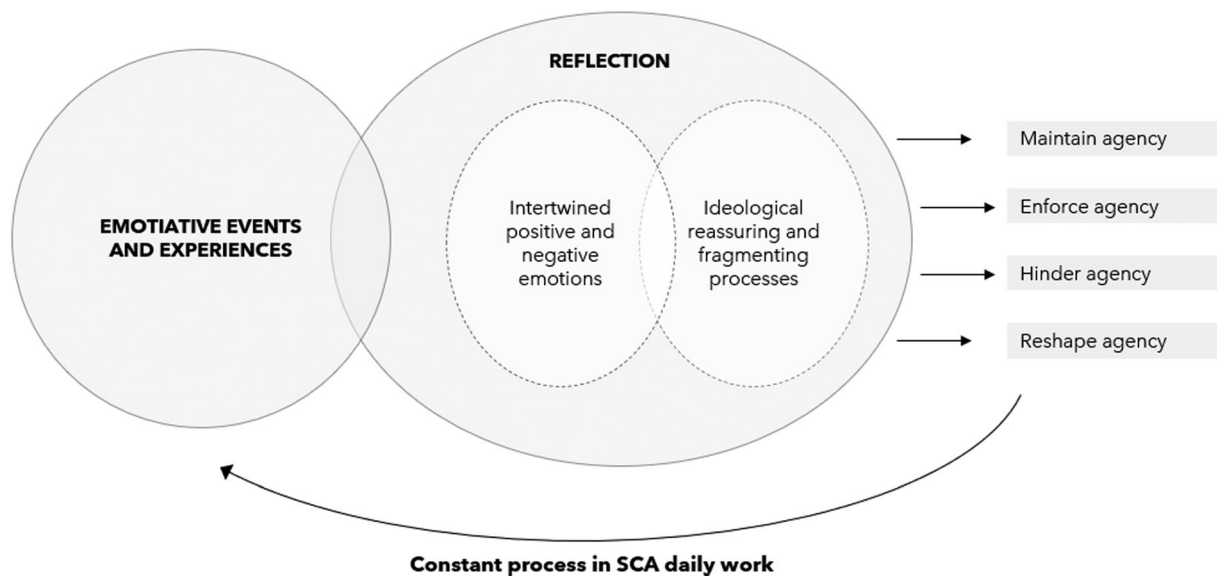 REFLECTION
EMOTIATIVE EVENTS
AND EXPERIENCES
Intertwined
positive and
negative
emotions
Ideological
reassuring and
fragmenting
processes
Maintain agency
Enforce agency
Hinder agency
Reshape agency
Constant process in SCA daily work